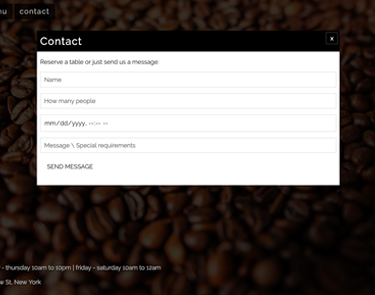 contact
Contact
x
Reserve a table or just send us a message:
Name
How many people
mm/dd/yyyy, --:-- --
Message \ Special requirements
SEND MESSAGE
- thursday 10am to 10pm | friday - saturday 10am to 12am
St, New York